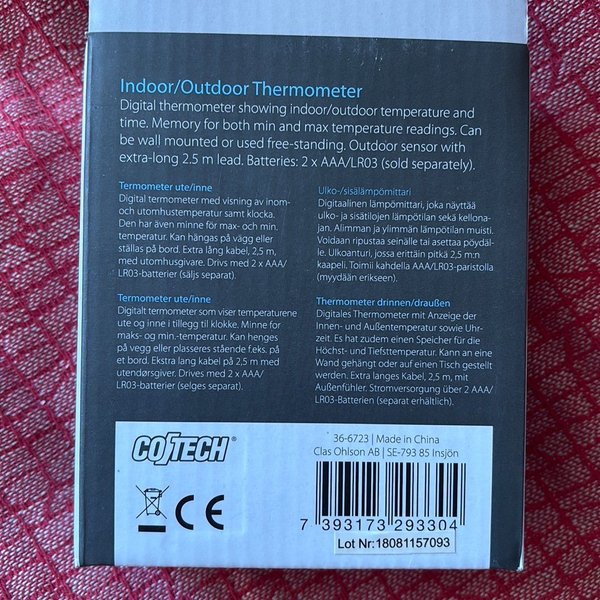 Indoor/Outdoor Thermometer
Digital thermometer showing indoor/outdoor temperature and
time. Memory for both min and max temperature readings. Can
be wall mounted or used free-standing. Outdoor sensor with
extra-long 2.5 m lead. Batteries: 2 x AAA/LR03 (sold separately).
Termometer ute/inne
Digital termometer med visning av inom-
och utomhustemperatur samt klocka.
Den har även minne för max- och min.
temperatur. Kan hängas på vägg eller
ställas på bord. Extra lång kabel, 2,5 m,
med utomhusgivare. Drivs med 2 x AAA/
LR03-batterier (säljs separat).
Ulko-/sisälämpömittari
Digitaalinen lämpömittari, joka näyttää
ulko- ja sisätilojen lämpötilan sekä kellona-
jan. Alimman ja ylimmän lämpötilan muisti.
Voidaan ripustaa seinälle tai asettaa pöydäl-
le. Ulkoanturi, jossa erittäin pitkä 2,5 m:n
kaapeli. Toimii kahdella AAA/LR03-paristolla
(myydään erikseen).
Termometer ute/inne
Digitalt termometer som viser temperaturene
ute og inne i tillegg til klokke. Minne for
maks- og min.-temperatur. Kan henges
på vegg eller plasseres stående f.eks. på
et bord. Ekstra lang kabel på 2,5 m med
utendørsgiver. Drives med 2 x AAA/
LR03-batterier (selges separat).
Thermometer drinnen/draußen
Digitales Thermometer mit Anzeige der
Innen- und Außentemperatur sowie Uhr-
zeit. Es hat zudem einen Speicher für die
Höchst- und Tiefsttemperatur. Kann an eine
Wand gehängt oder auf einen Tisch gestellt
werden. Extra langes Kabel, 2,5 m, mit
Außenfühler. Stromversorgung über 2 AAA/
LR03-Batterien (separat erhältlich).
COTECH®
36-6723 | Made in China
Clas Ohlson AB | SE-793 85 Insjön
CE
7 393173 293304
Lot Nr:18081157093